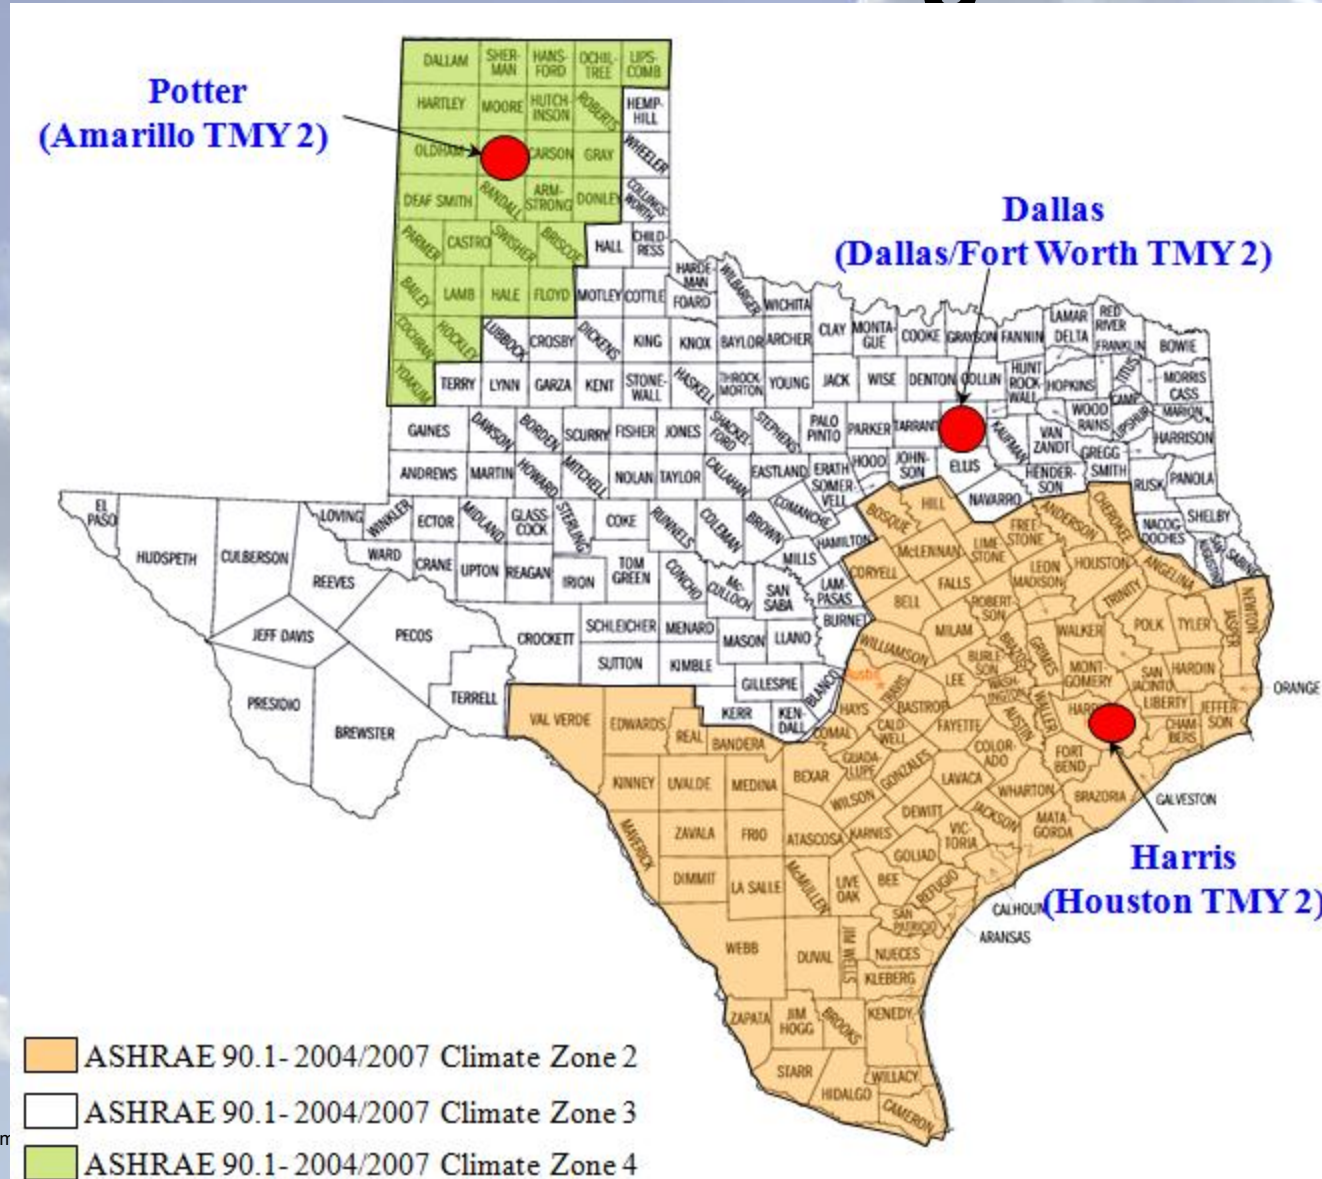 Potter
(Amarillo TMY 2)
Dallas
(Dallas/Fort Worth TMY 2)
Harris
(Houston TMY 2)
DALLAM
SHER-
MAN
HANS-
FORD
OCHIL-
TREE
LIPS-
COMB
HARTLEY
MOORE
HUTCH-
INSON
ROBERTS
HEMP-
HILL
OLDHAM
CARSON
GRAY
WHEELER
DEAF SMITH
RANDALL
ARM-
STRONG
DONLEY
COLLINGS-
WORTH
PARMER
CASTRO
SWISHER
BRISCOE
HALL
CHILD-
RESS
BAILEY
LAMB
HALE
FLOYD
MOTLEY
COTTLE
HARDE-
MAN
FOARD
WILBARGER
WICHITA
COCHRAN
HOCKLEY
LUBBOCK
CROSBY
DICKENS
KING
KNOX
BAYLOR
ARCHER
CLAY
MONTA-
GUE
COOKE
GRAYSON
FANNIN
LAMAR
DELTA
RED
RIVER
FRANKLIN
TITUS
BOWIE
YOAKUM
TERRY
LYNN
GARZA
KENT
STONE-
WALL
HASKELL
THROCK-
MORTON
YOUNG
JACK
WISE
DENTON
COLLIN
HUNT
ROCK-
WALL
HOPKINS
CAMP
MORRIS
CASS
GAINES
DAWSON
BORDEN
SCURRY
FISHER
JONES
SHACKEL-
FORD
STEPHENS
PALO
PINTO
PARKER
TARRANT
KAUFMAN
VAN
ZANDT
WOOD
RAINS
UPSHUR
MARION
HARRISON
GREGG
SMITH
ANDREWS
MARTIN
HOWARD
MITCHELL
NOLAN
TAYLOR
CALLAHAN
EASTLAND
ERATH
SOMER-
VELL
HOOD
JOHN-
SON
ELLIS
NAVARRO
HENDER-
SON
RUSK
PANOLA
EL
PASO
HUDSPETH
CULBERSON
LOVING
WINKLER
ECTOR
MIDLAND
GLASS-
COCK
STERLING
COKE
RUNNELS
COLEMAN
BROWN
COMANCHE
HAMILTON
BOSQUE
HILL
FREE-
STONE
ANDERSON
CHEROKEE
NACOG-
DOCHES
SHELBY
SAN
AUGUSTINE
SABINE
REEVES
WARD
CRANE
UPTON
REAGAN
IRION
TOM
GREEN
CONCHO
MC-
CULLOCH
SAN
SABA
MILLS
LAM-
PASAS
CORYELL
McLENNAN
LIME-
STONE
FALLS
LEON
MADISON
HOUSTON
ANGELINA
TRINITY
JEFF DAVIS
PECOS
CROCKETT
SCHLEICHER
MENARD
MASON
LLANO
BURNET
BELL
MILAM
ROBERT-
SON
BRAZOS
GRIMES
WALKER
POLK
TYLER
JASPER
NEWTON
PRESIDIO
BREWSTER
TERRELL
SUTTON
KIMBLE
GILLESPIE
BLANCO
WILLIAMSON
Austin
TRAVIS
LEE
BURLE-
SON
WASH-
INGTON
MONT-
GOMERY
SAN
JACINTO
HARDIN
LIBERTY
ORANGE
JEFFER-
SON
CHAM-
BERS
VAL VERDE
EDWARDS
REAL
KERR
KEN-
DALL
BANDERA
COMAL
HAYS
CALD-
WELL
BASTROP
FAYETTE
AUSTIN
WALLER
HARRIS
FORT
BEND
KINNEY
UVALDE
MEDINA
BEXAR
GUADA-
LUPE
GONZALES
COLOR-
ADO
LAVACA
WHARTON
BRAZORIA
GALVESTON
MAVERICK
ZAVALA
FRIO
ATASCOSA
WILSON
KARNES
DEWITT
VIC-
TORIA
JACKSON
MATA-
GORDA
DIMMIT
LA SALLE
McMULLEN
LIVE
OAK
BEE
GOLIAD
REFUGIO
CALHOUN
SAN
PATRICIO
ARANSAS
WEBB
DUVAL
JIM WELLS
NUECES
KLEBERG
ZAPATA
JIM
HOGG
BROOKS
KENEDY
STARR
HIDALGO
WILLACY
CAMERON
ASHRAE 90.1- 2004/2007 Climate Zone 2
ASHRAE 90.1- 2004/2007 Climate Zone 3
ASHRAE 90.1- 2004/2007 Climate Zone 4